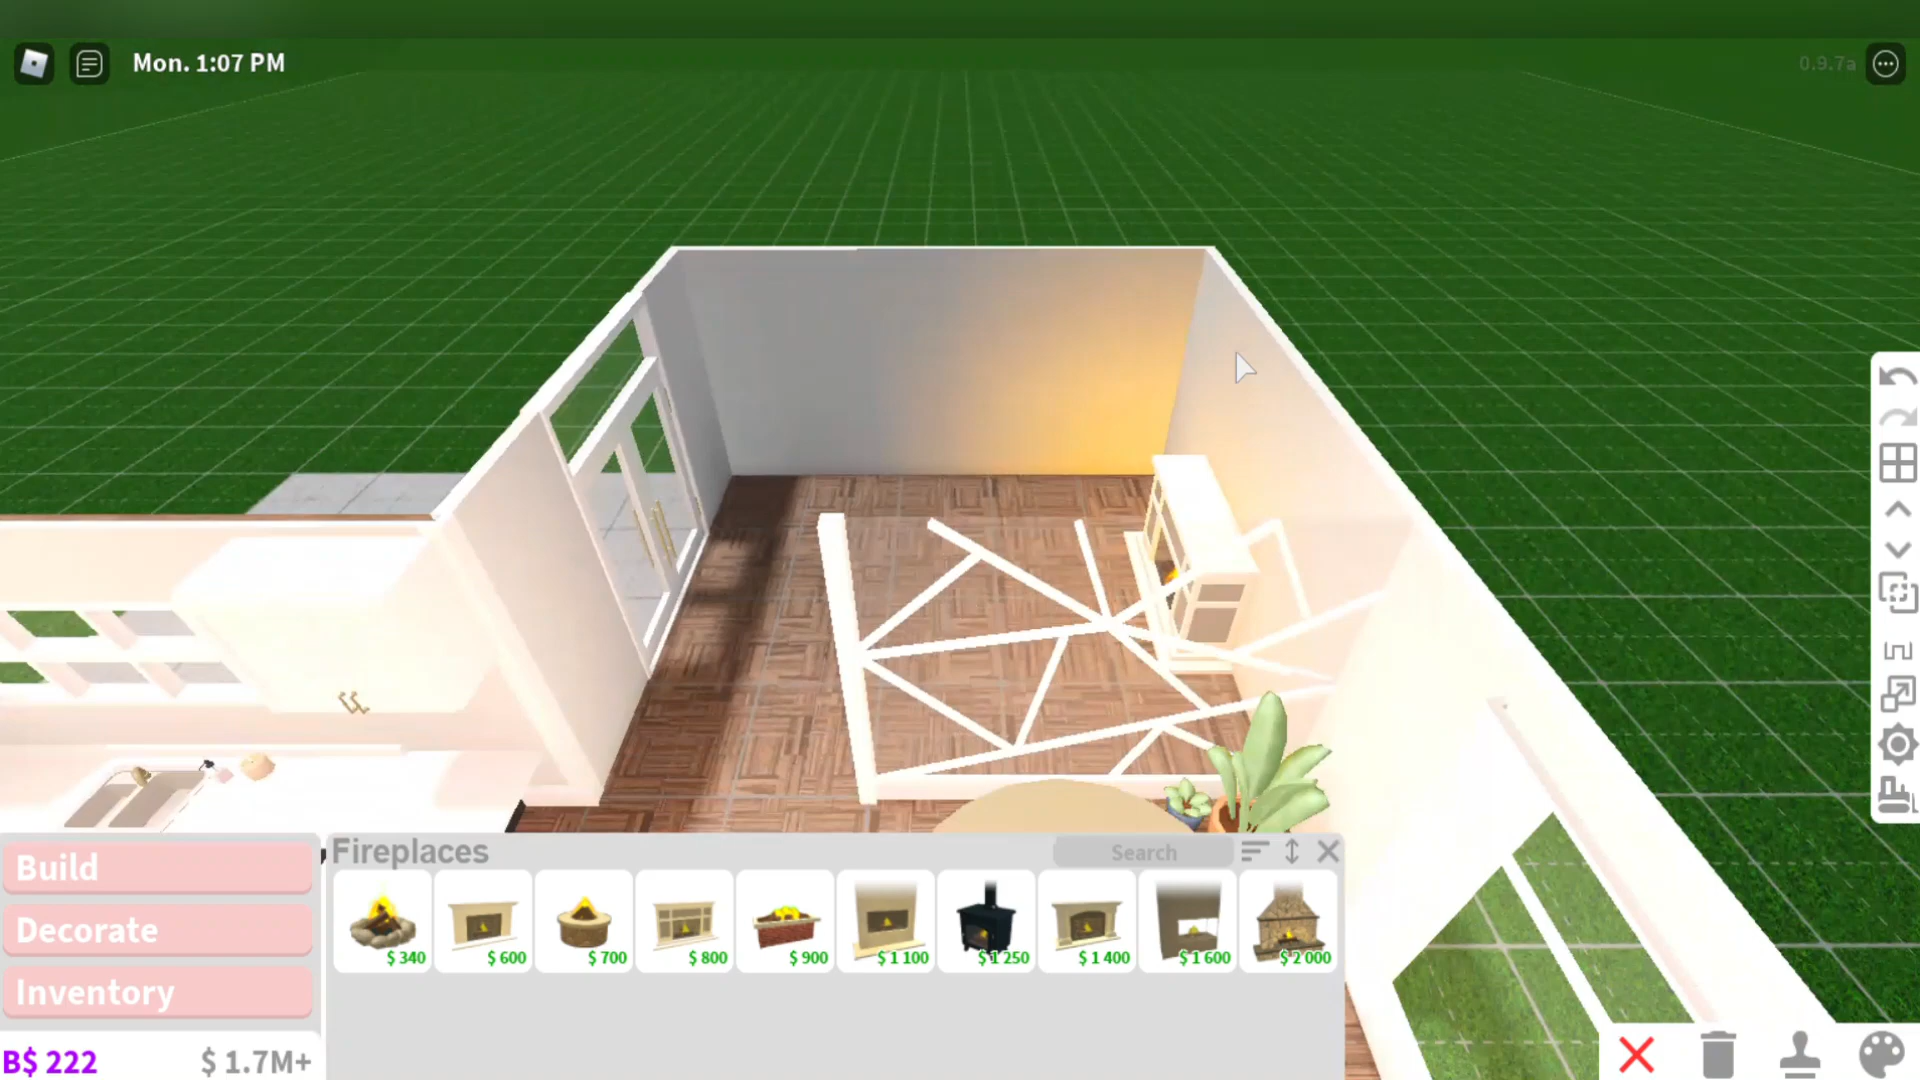 Mon. 1:07 PM
0.9.7a
Build
Decorate
Inventory
B$ 222
$ 1.7M+
Fireplaces
Search
$ 340
$ 600
$ 700
$ 800
$ 900
$ 1 100
$ 1 250
$ 1 400
$ 1 600
$ 2 000